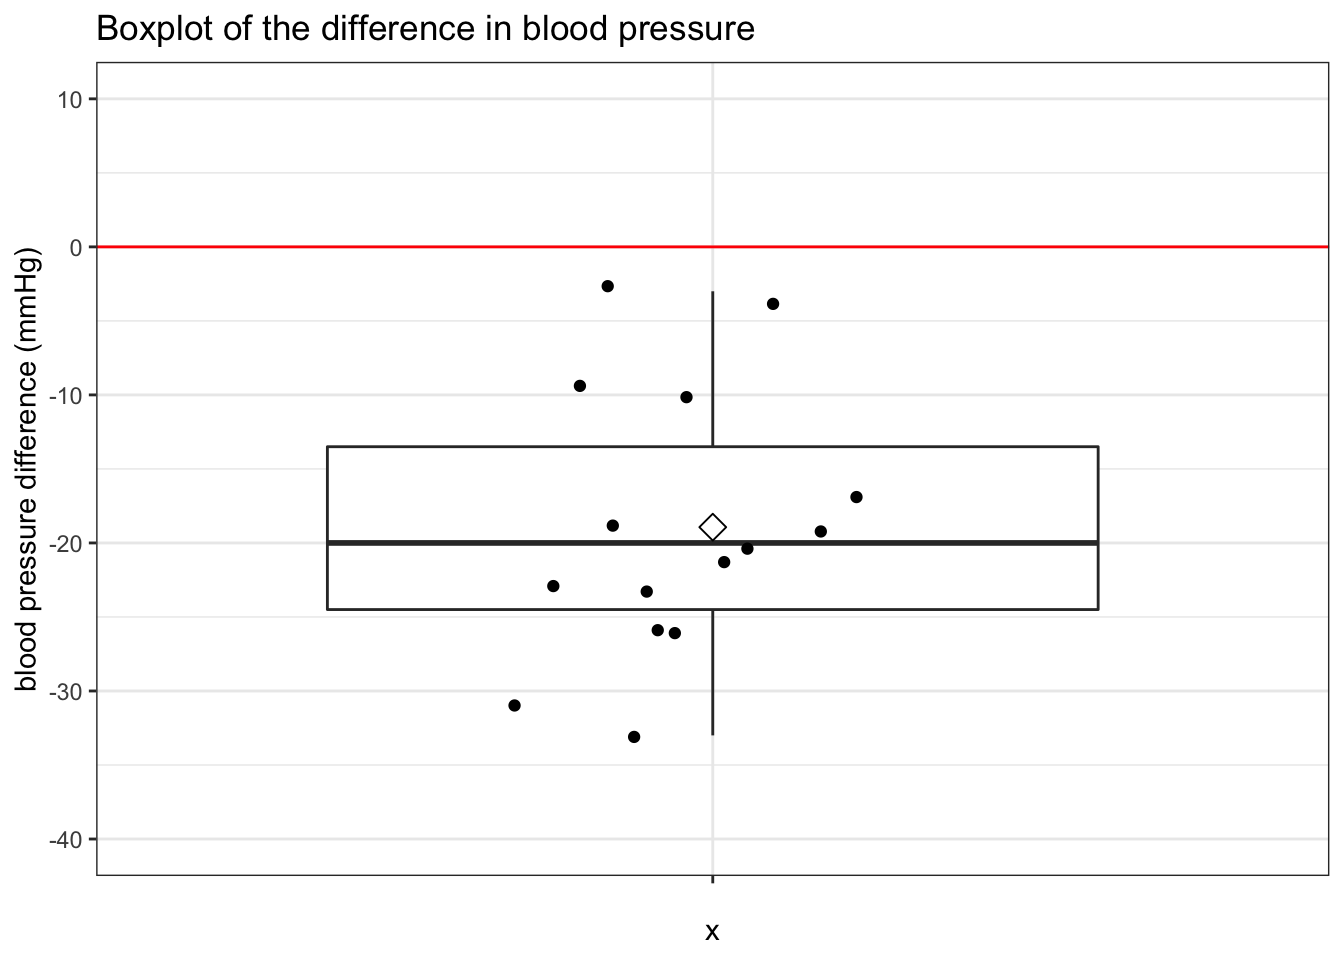 Boxplot of the difference in blood pressure
blood pressure difference (mmHg)
10
0
-10
-20
-30
-40
x